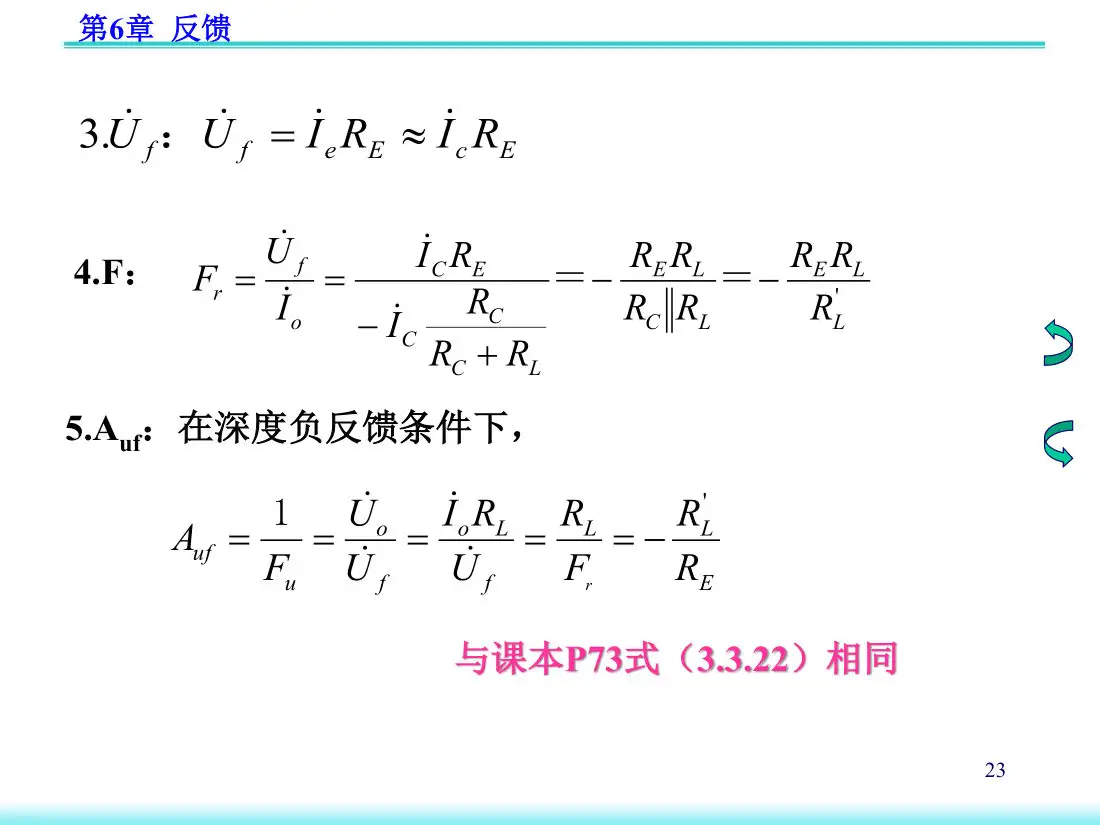 第6章 反馈
3.U̇f：U̇f = İeRE ≈ İcRE
4.F： Fr = U̇f / İo = İCRE / (−İC RC / (RC + RL)) = − RERL / (RC‖RL) = − RERL / R'L
5.Auf：在深度负反馈条件下，
Auf = 1 / Fu = U̇o / U̇f = İoRL / U̇f = RL / Fr = − R'L / RE
与课本P73式（3.3.22）相同
23